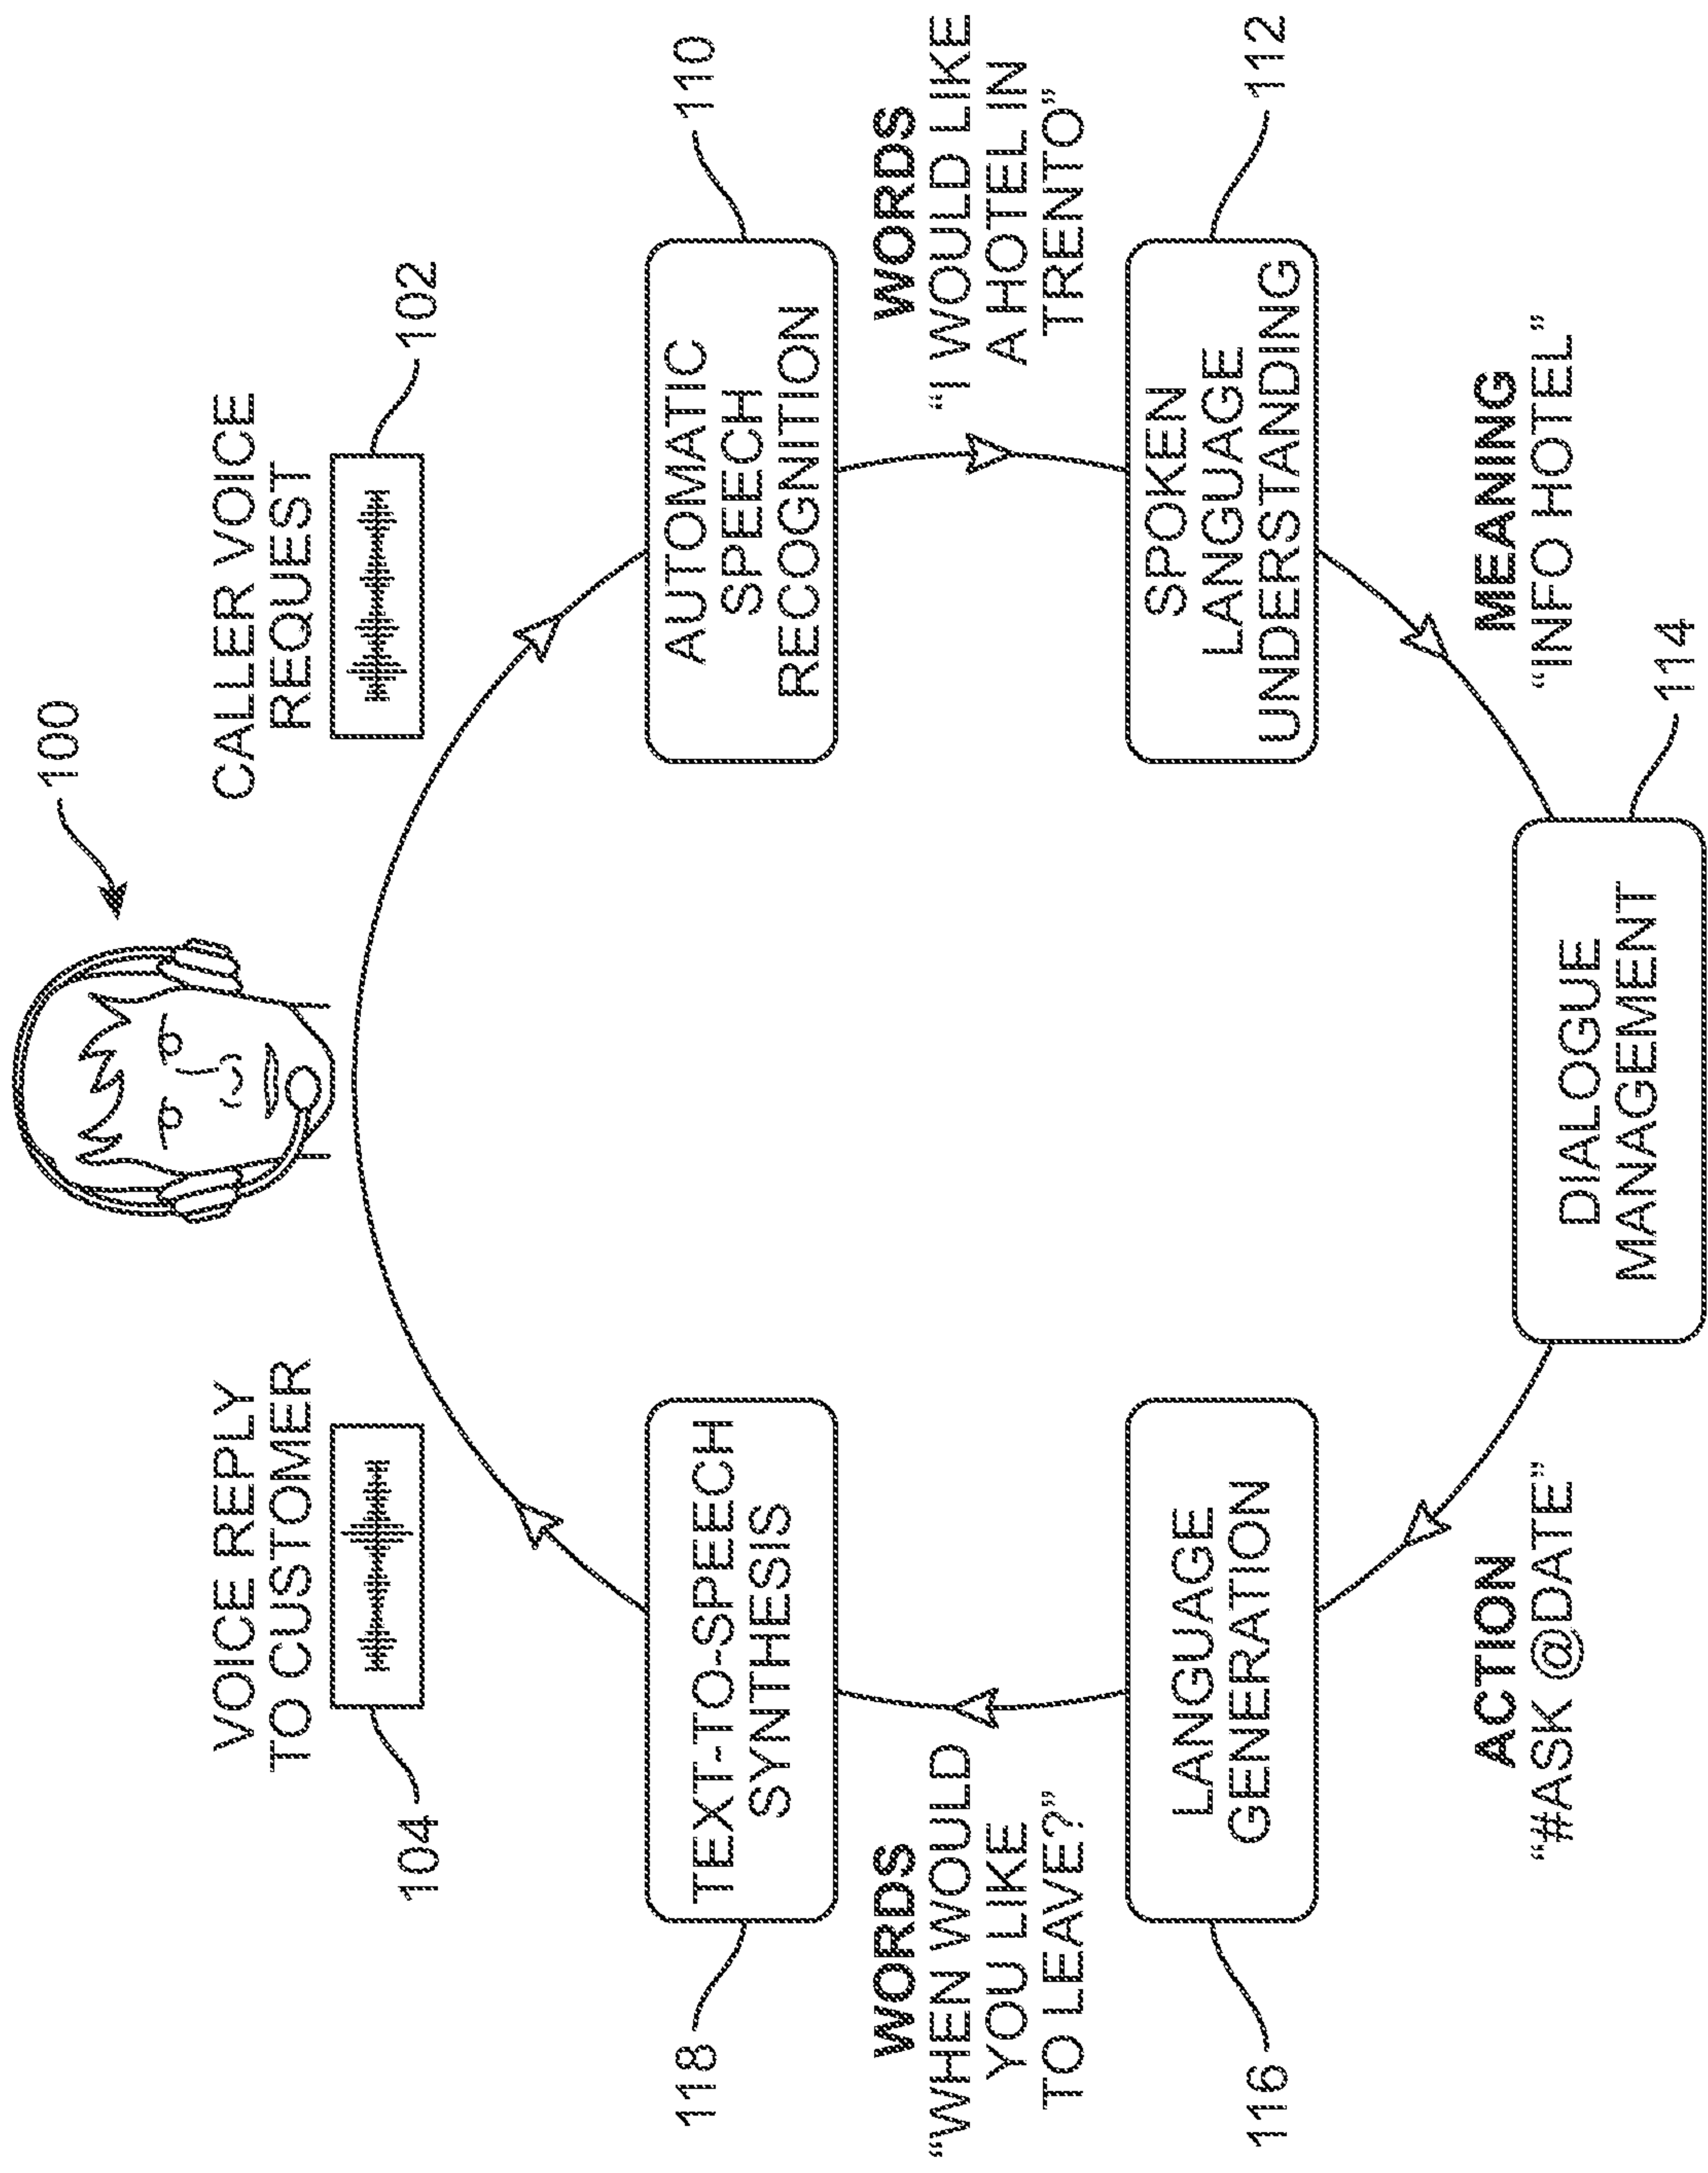 100
CALLER VOICE
REQUEST
102
VOICE REPLY
TO CUSTOMER
104
AUTOMATIC
SPEECH
RECOGNITION
110
WORDS
“I WOULD LIKE
A HOTEL IN
TRENTO”
SPOKEN
LANGUAGE
UNDERSTANDING
112
MEANING
“INFO HOTEL”
114
DIALOGUE
MANAGEMENT
ACTION
“#ASK @DATE”
LANGUAGE
GENERATION
116
WORDS
“WHEN WOULD
YOU LIKE
TO LEAVE?”
TEXT-TO-SPEECH
SYNTHESIS
118